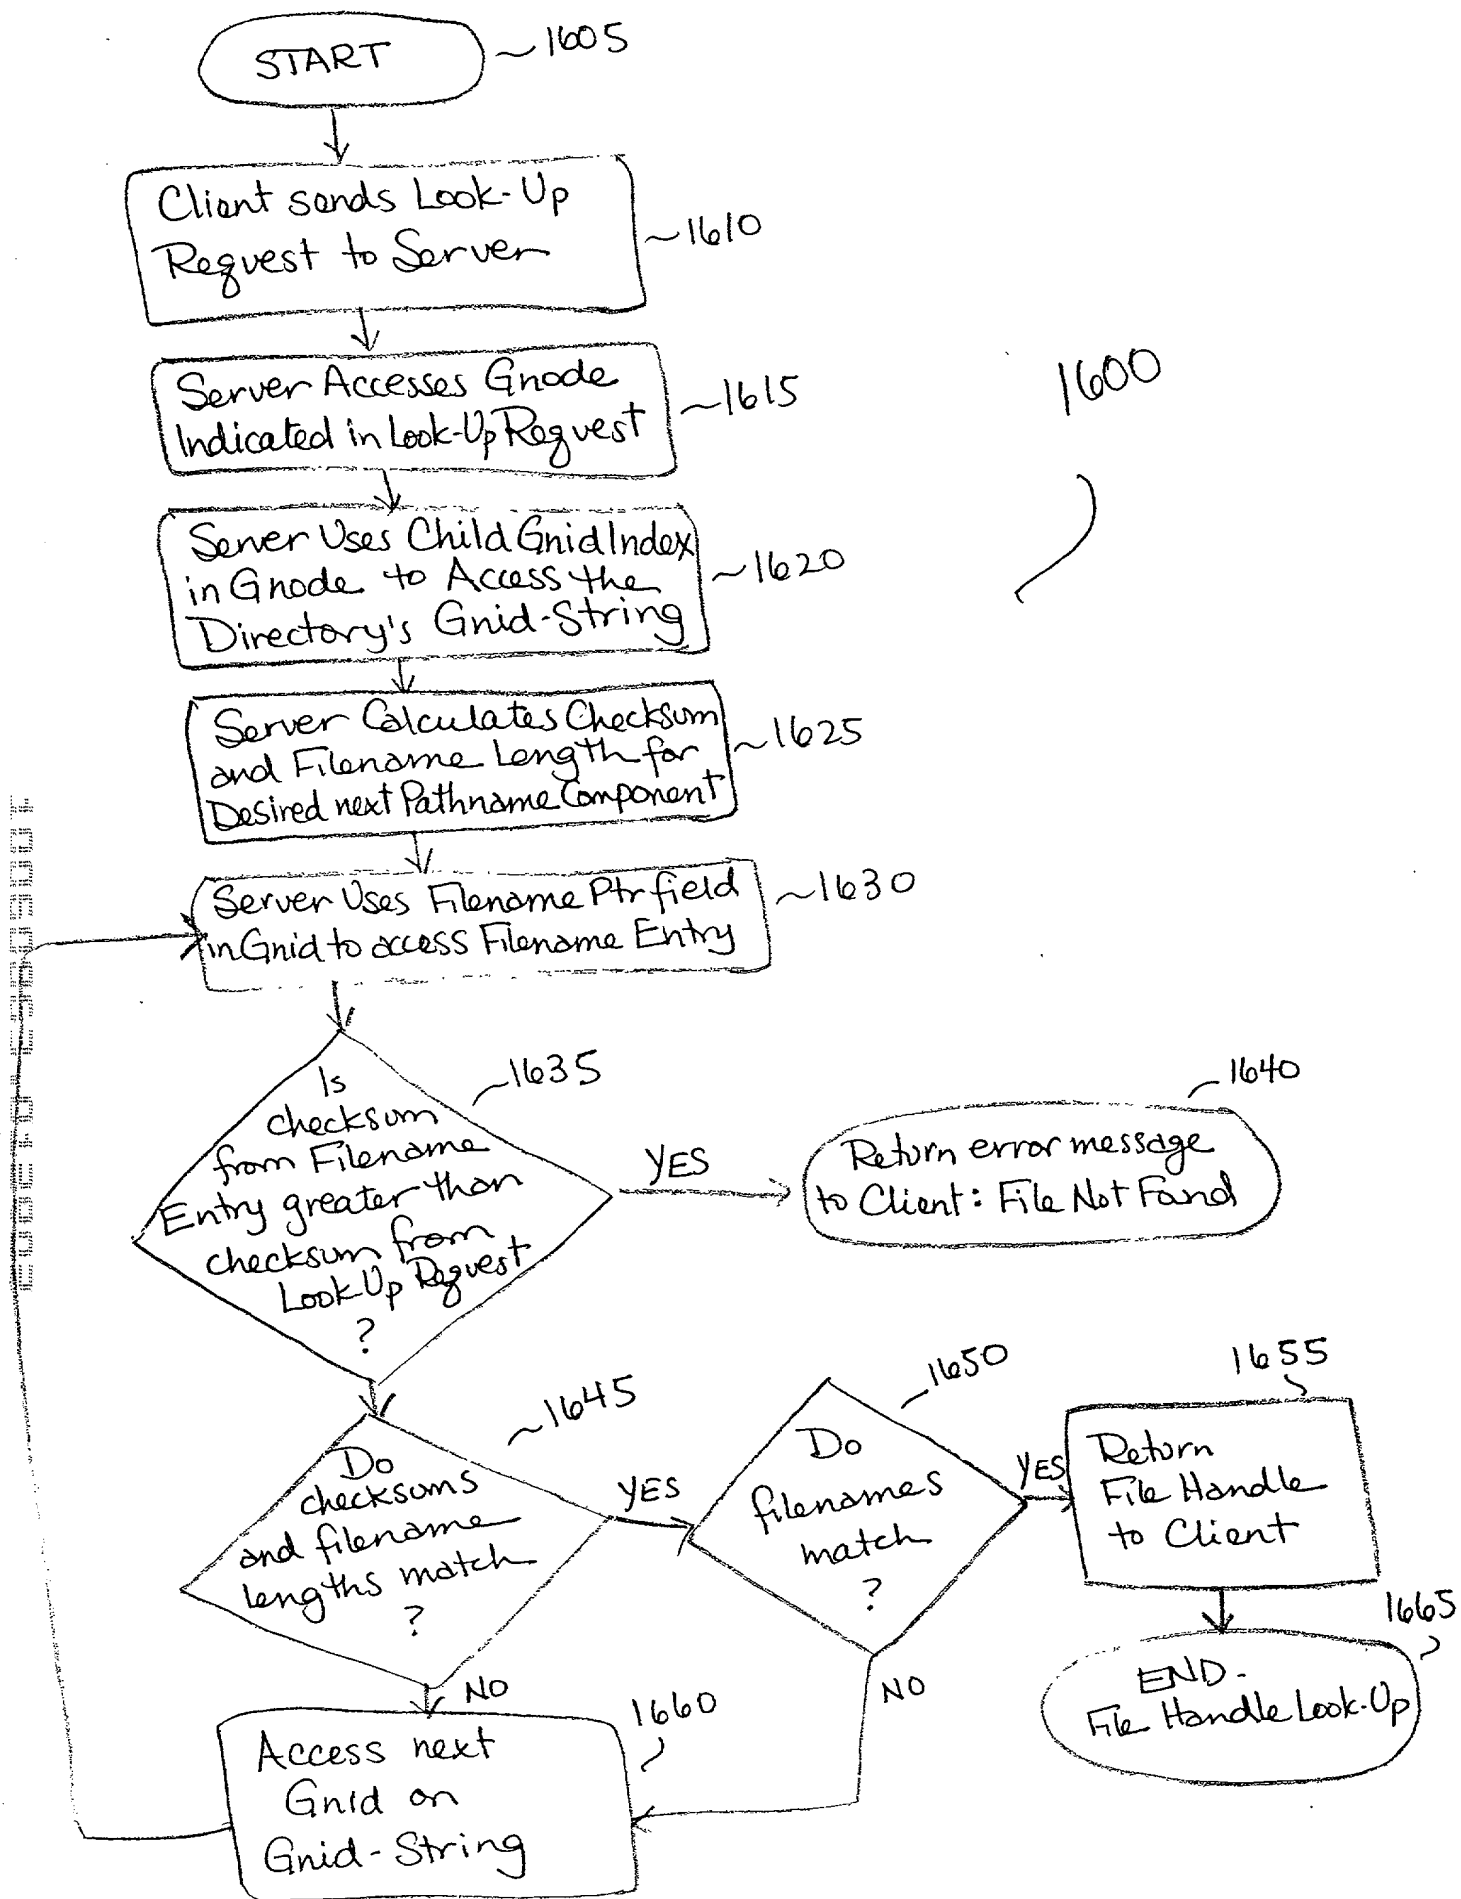 START
~1605
Client sends Look-Up
Request to Server
~1610
Server Accesses Gnode
Indicated in Look-Up Request
~1615
1600
Server Uses Child Gnid Index
in Gnode to Access the
Directory's Gnid-String
~1620
Server Calculates Checksum
and Filename Length for
Desired next Pathname Component
~1625
Server Uses Filename Ptr field
in Gnid to access Filename Entry
~1630
Is
checksum
from Filename
Entry greater than
checksum from
Look-Up Request
?
1635
YES
1640
Return error message
to Client: File Not Found
Do
checksums
and filename
lengths match
?
~1645
YES
Do
filenames
match
?
1650
YES
1655
Return
File Handle
to Client
1665
END-
File Handle Look-Up
NO
NO
1660
Access next
Gnid on
Gnid-String